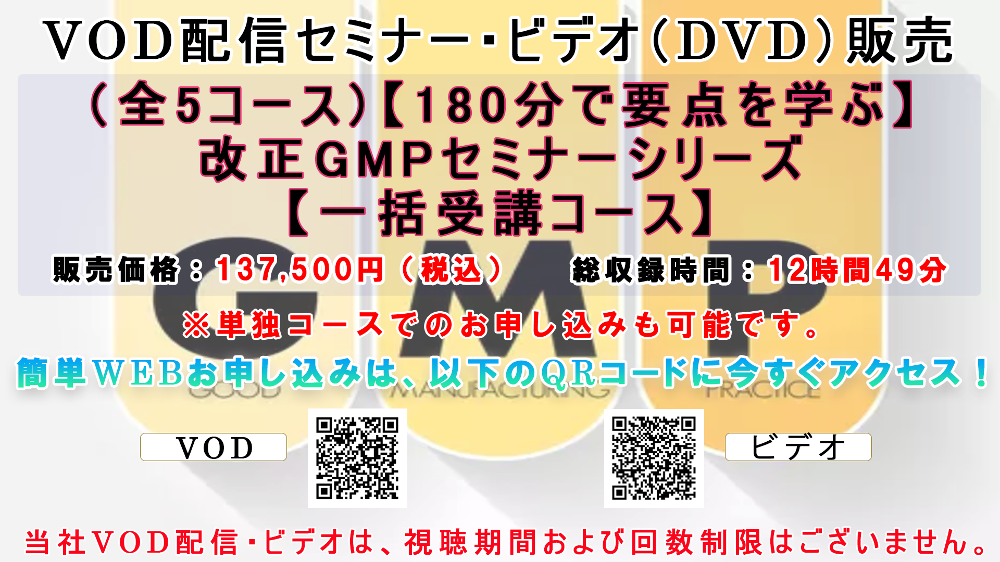 VOD配信セミナー・ビデオ(DVD)販売
(全5コース)【180分で要点を学ぶ】
改正GMPセミナーシリーズ
【一括受講コース】
販売価格：137,500円（税込） 総収録時間：12時間49分
※単独コースでのお申し込みも可能です。
簡単WEBお申し込みは、以下のQRコードに今すぐアクセス！
G M P
GOOD MANUFACTURING PRACTICE
VOD ビデオ
当社VOD配信・ビデオは、視聴期間および回数制限はございません。